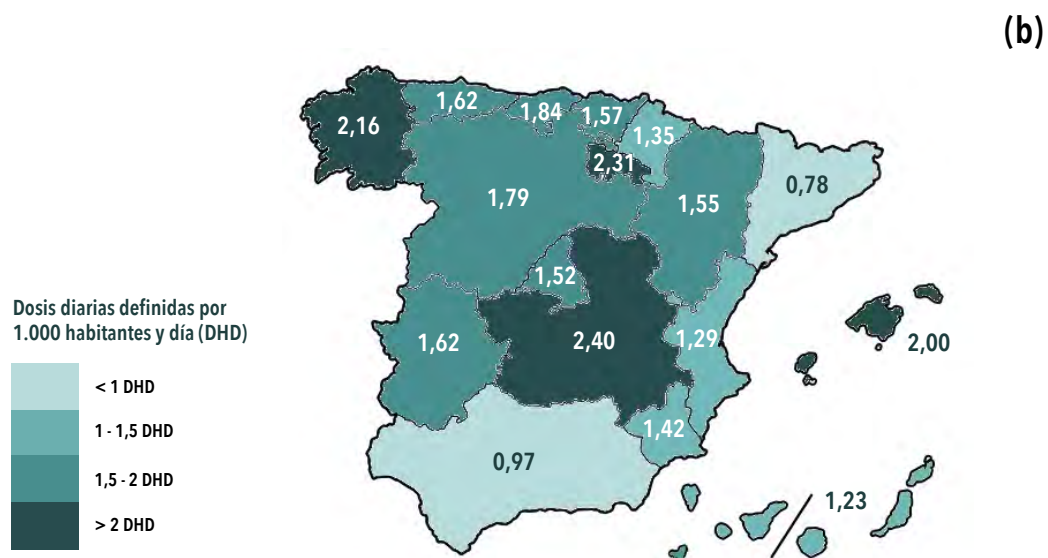 (b)
1,62
1,84
1,57
2,16
1,35
2,31
0,78
1,79
1,55
1,52
Dosis diarias definidas por
1.000 habitantes y día (DHD)
1,62
2,40
1,29
2,00
< 1 DHD
1 - 1,5 DHD
1,42
0,97
1,5 - 2 DHD
1,23
> 2 DHD